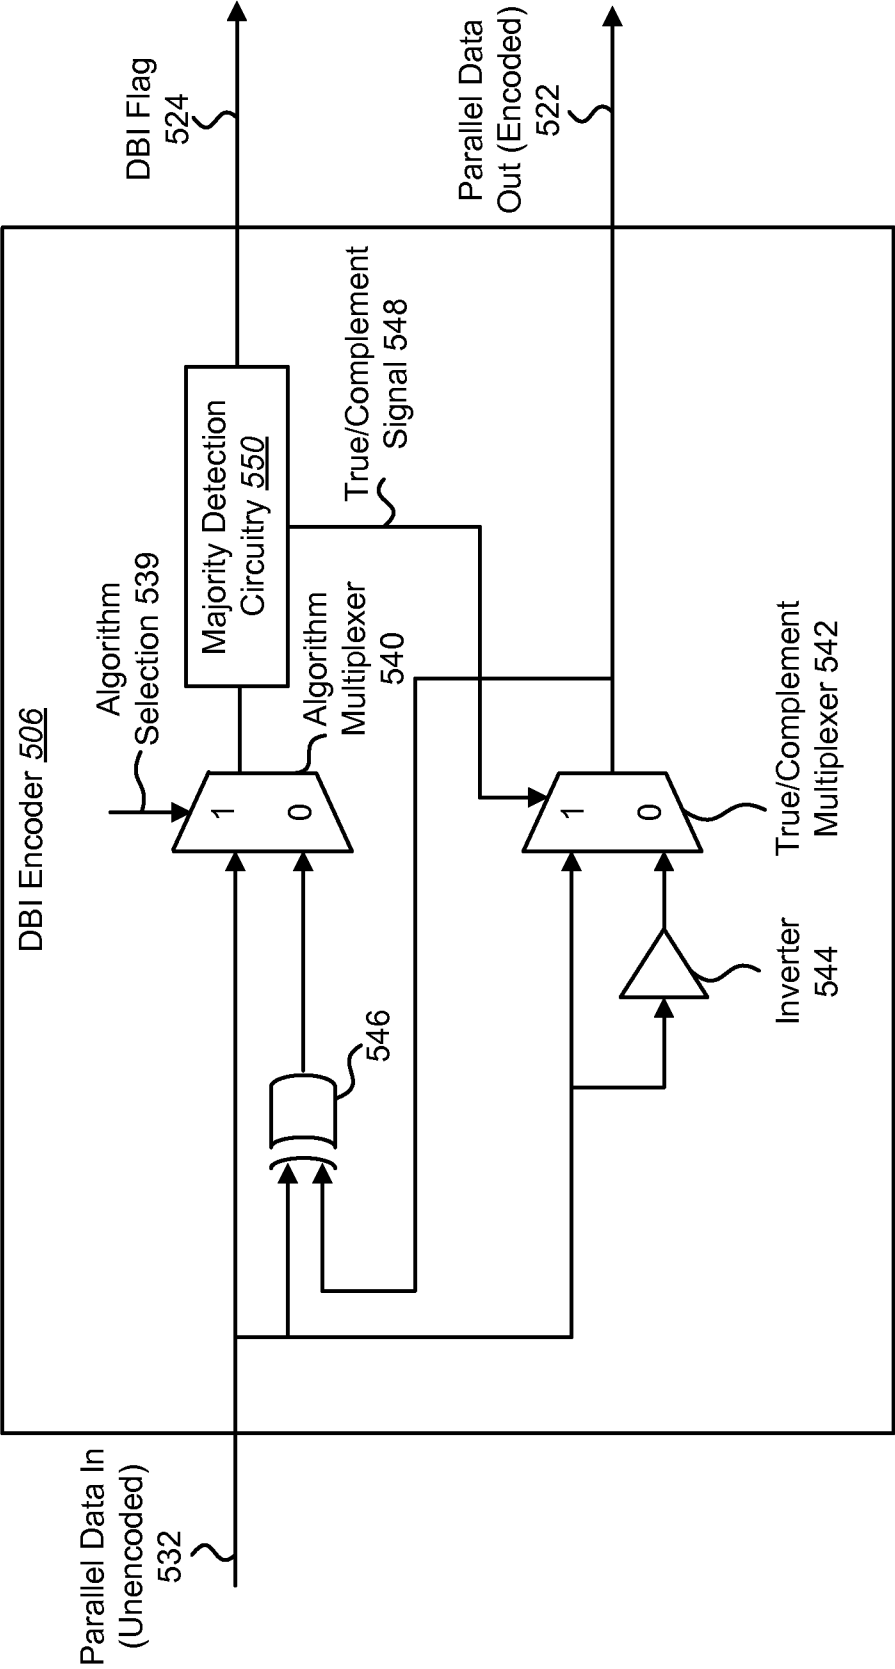 DBI Encoder 506
Parallel Data In
(Unencoded)
532
Algorithm
Selection 539
1
0
Algorithm
Multiplexer
540
546
Majority Detection
Circuitry 550
True/Complement
Signal 548
DBI Flag
524
Parallel Data
Out (Encoded)
522
1
0
Inverter
544
True/Complement
Multiplexer 542